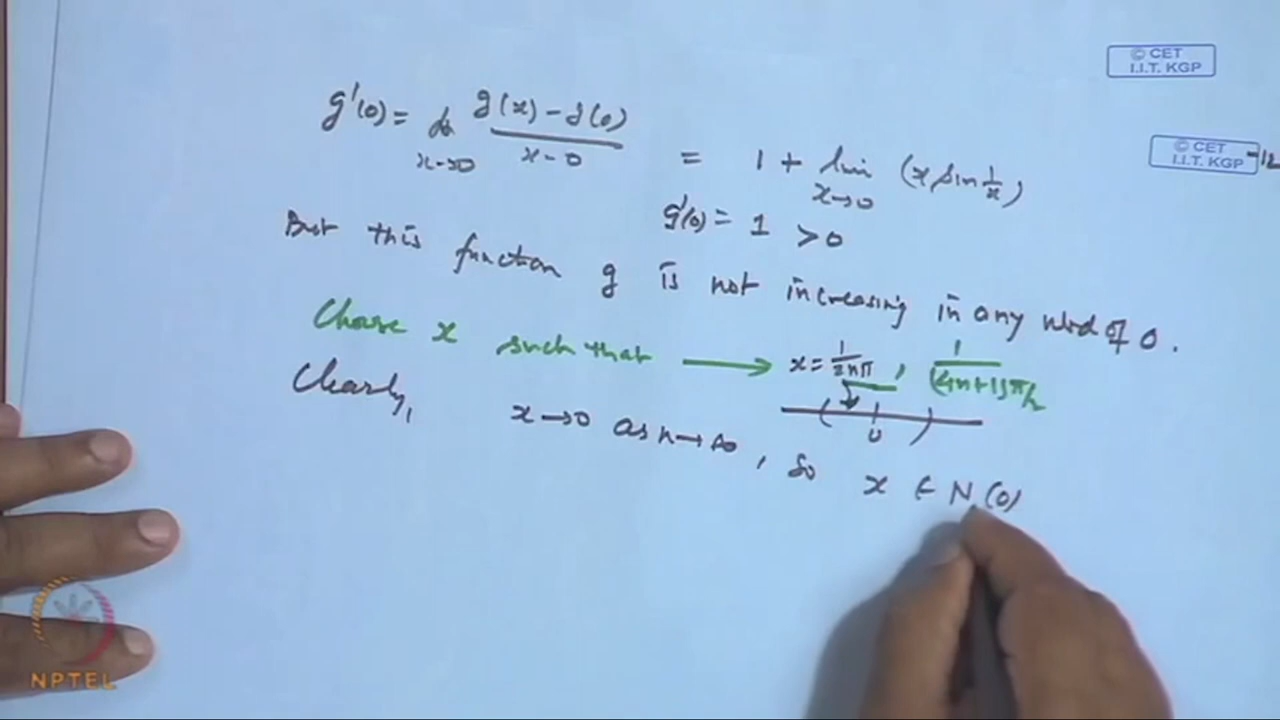 © CET
I.I.T. KGP
g'(0) = lim x→0 g(x) - g(0) / x - 0 = 1 + lim x→0 (x sin 1/x)
© CET
I.I.T. KGP
g'(0) = 1 > 0
But this function g is not increasing in any nbd of 0.
Choose x such that → x = 1/2nπ, 1/(4n+1)π/2
0
Clearly, x→0 as n→∞, so x ∈ N (0)
NPTEL